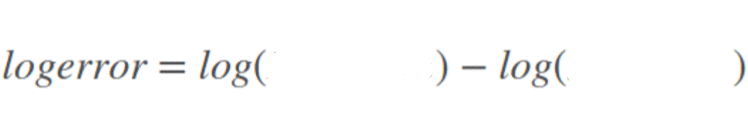 logerror = log( ) − log( )